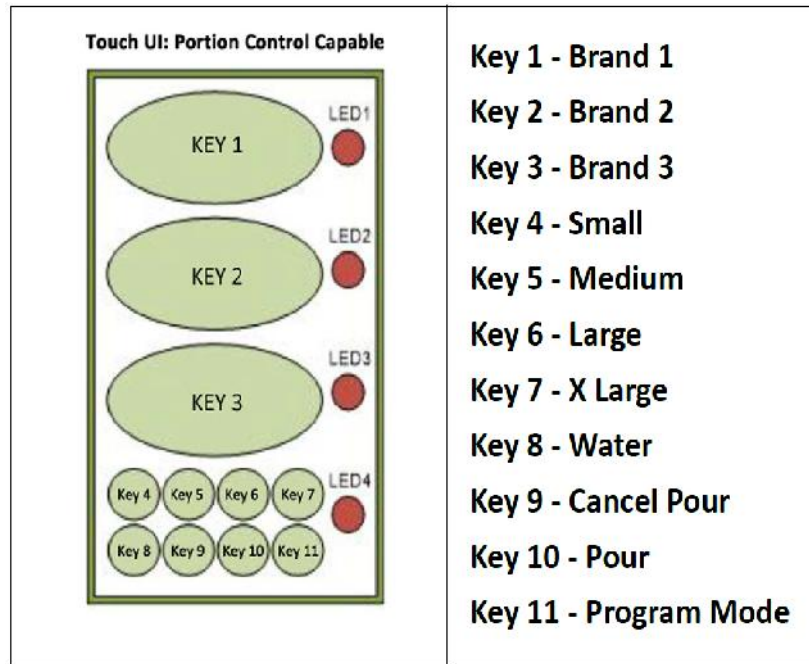 Touch UI: Portion Control Capable
LED1
KEY 1
LED2
KEY 2
LED3
KEY 3
LED4
Key 4 Key 5 Key 6 Key 7
Key 8 Key 9 Key 10 Key 11
Key 1 - Brand 1
Key 2 - Brand 2
Key 3 - Brand 3
Key 4 - Small
Key 5 - Medium
Key 6 - Large
Key 7 - X Large
Key 8 - Water
Key 9 - Cancel Pour
Key 10 - Pour
Key 11 - Program Mode